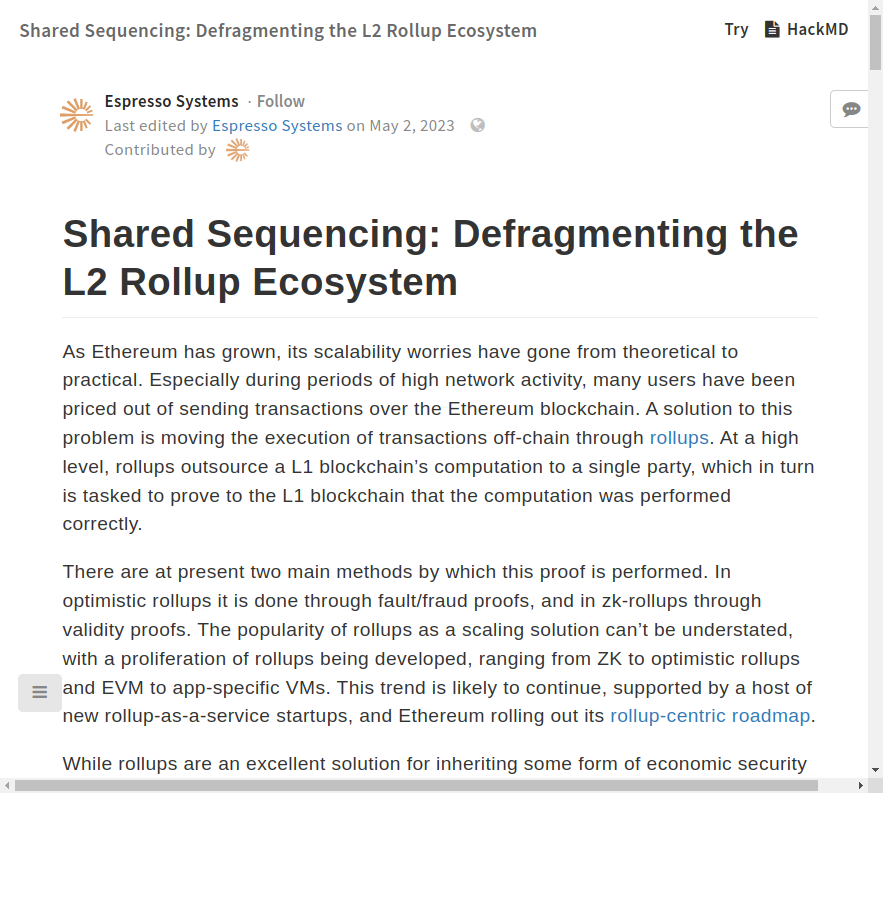 Shared Sequencing: Defragmenting the L2 Rollup Ecosystem
Try HackMD
Espresso Systems · Follow
Last edited by Espresso Systems on May 2, 2023
Contributed by
Shared Sequencing: Defragmenting the
L2 Rollup Ecosystem
As Ethereum has grown, its scalability worries have gone from theoretical to
practical. Especially during periods of high network activity, many users have been
priced out of sending transactions over the Ethereum blockchain. A solution to this
problem is moving the execution of transactions off-chain through rollups. At a high
level, rollups outsource a L1 blockchain’s computation to a single party, which in turn
is tasked to prove to the L1 blockchain that the computation was performed
correctly.
There are at present two main methods by which this proof is performed. In
optimistic rollups it is done through fault/fraud proofs, and in zk-rollups through
validity proofs. The popularity of rollups as a scaling solution can’t be understated,
with a proliferation of rollups being developed, ranging from ZK to optimistic rollups
and EVM to app-specific VMs. This trend is likely to continue, supported by a host of
new rollup-as-a-service startups, and Ethereum rolling out its rollup-centric roadmap.
While rollups are an excellent solution for inheriting some form of economic security